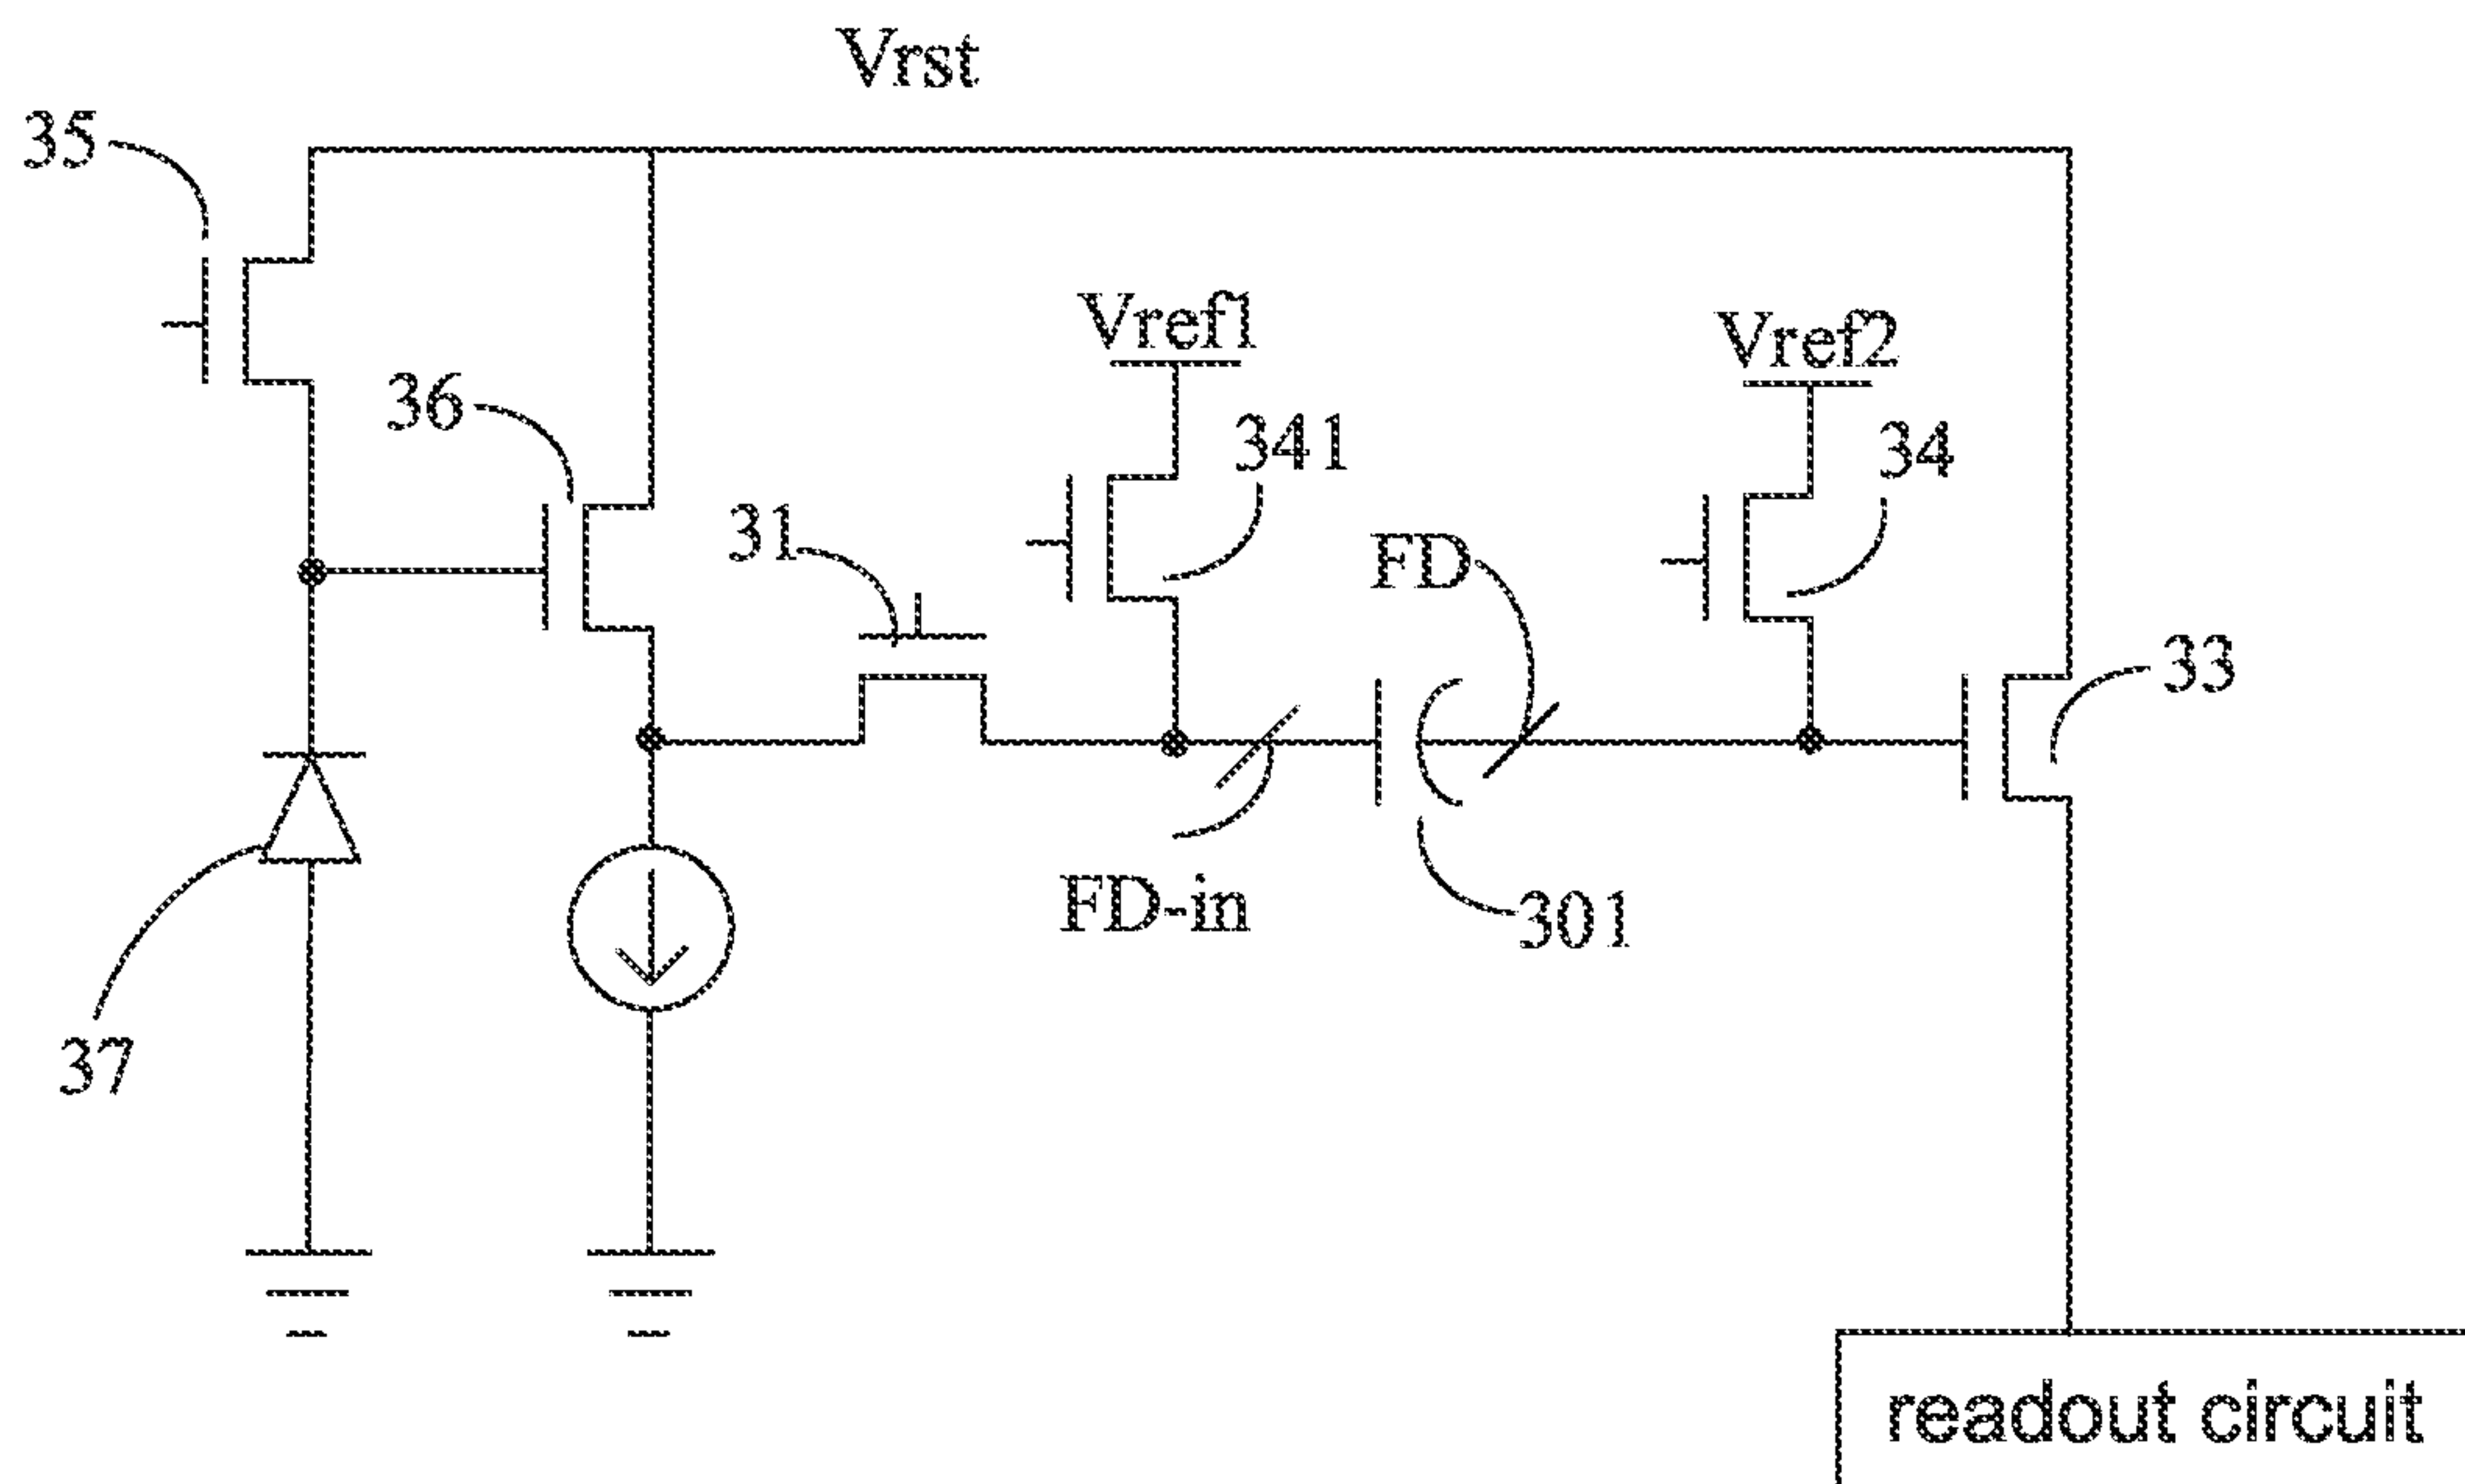 Vrst
35
Vref1
Vref2
36
341
34
31
FD
33
FD-in
301
37
readout circuit